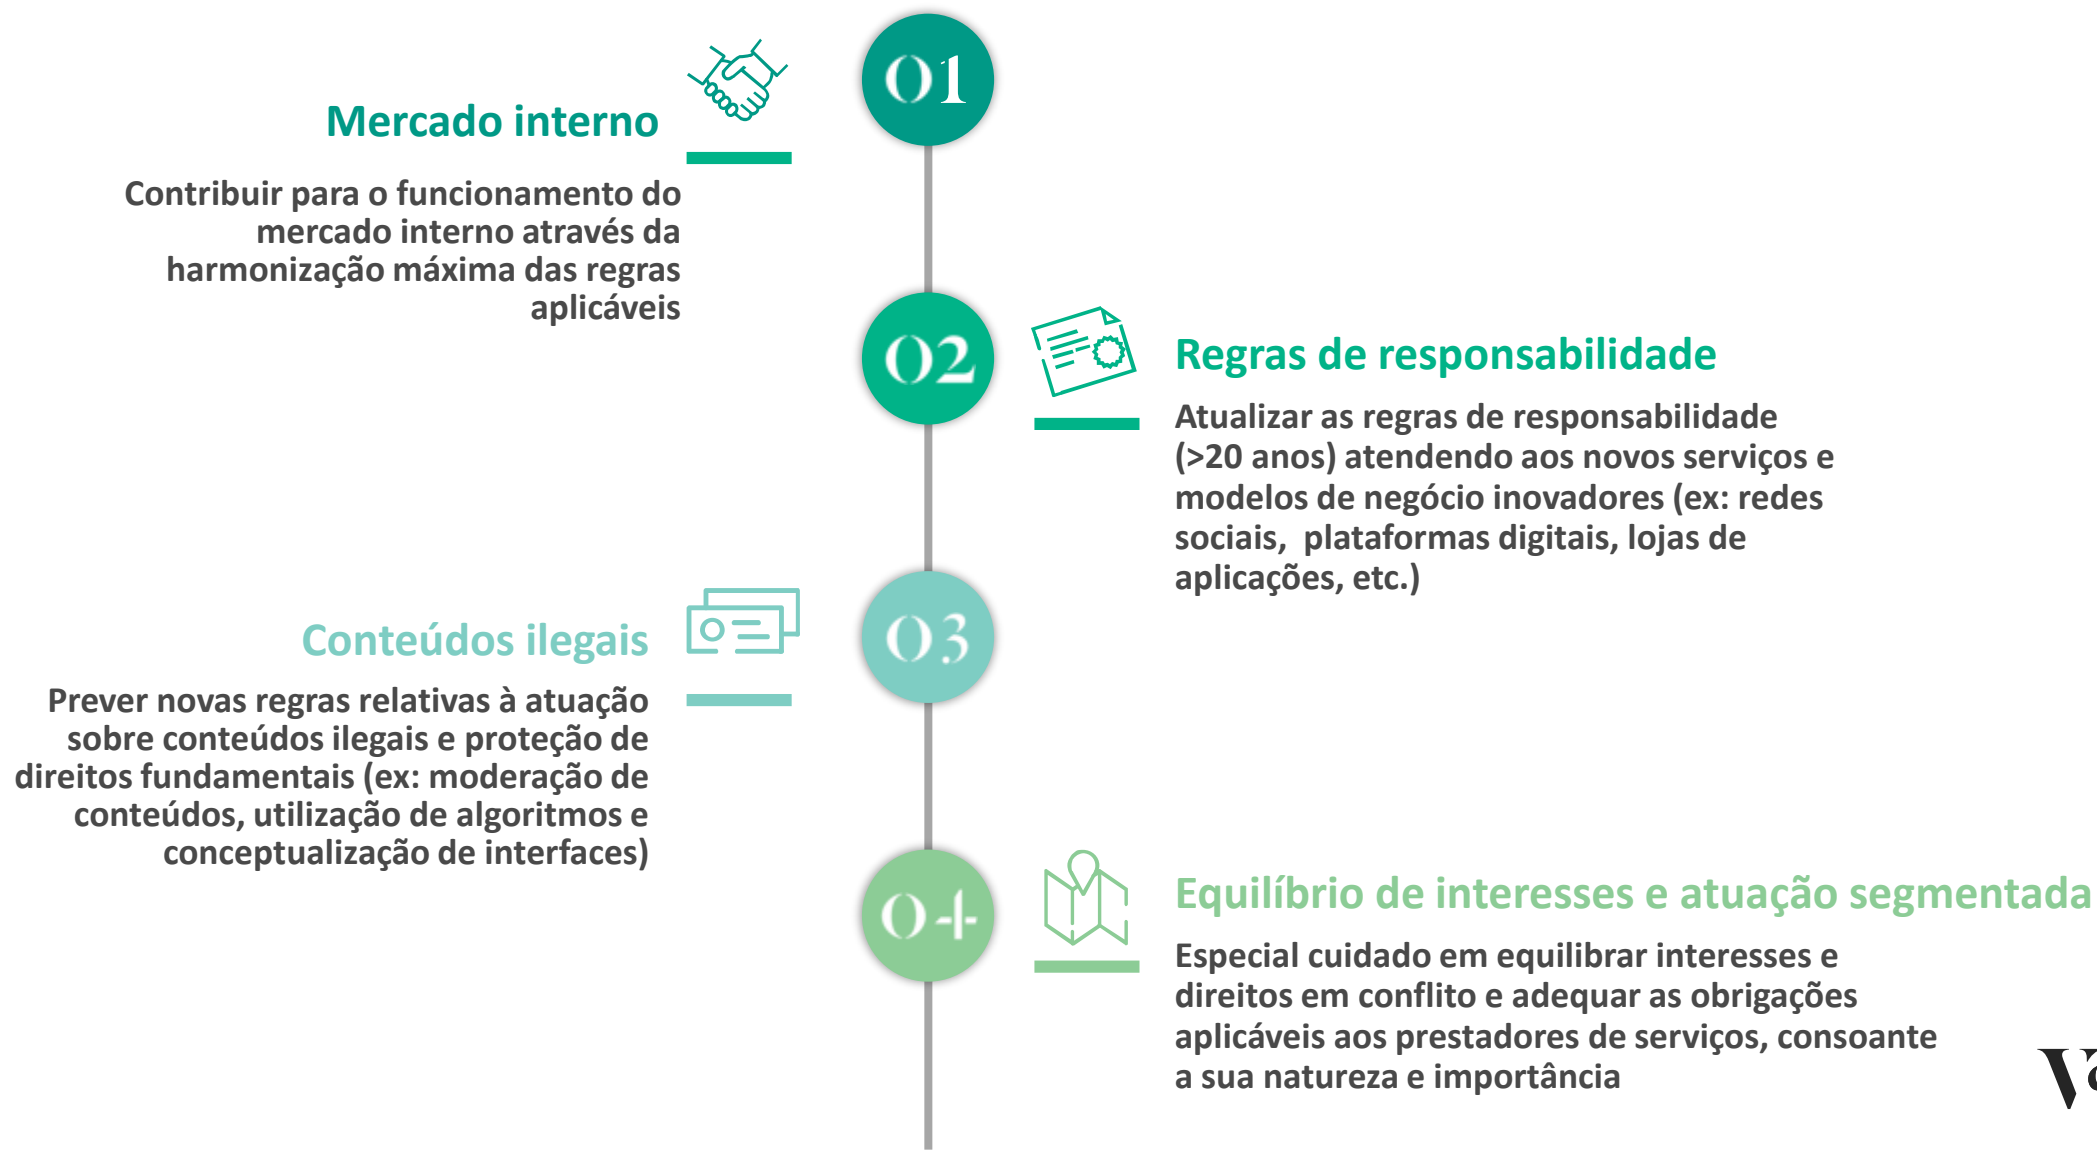 01
Mercado interno
Contribuir para o funcionamento do
mercado interno através da
harmonização máxima das regras
aplicáveis
02
Regras de responsabilidade
Atualizar as regras de responsabilidade
(>20 anos) atendendo aos novos serviços e
modelos de negócio inovadores (ex: redes
sociais, plataformas digitais, lojas de
aplicações, etc.)
03
Conteúdos ilegais
Prever novas regras relativas à atuação
sobre conteúdos ilegais e proteção de
direitos fundamentais (ex: moderação de
conteúdos, utilização de algoritmos e
conceptualização de interfaces)
04
Equilíbrio de interesses e atuação segmentada
Especial cuidado em equilibrar interesses e
direitos em conflito e adequar as obrigações
aplicáveis aos prestadores de serviços, consoante
a sua natureza e importância